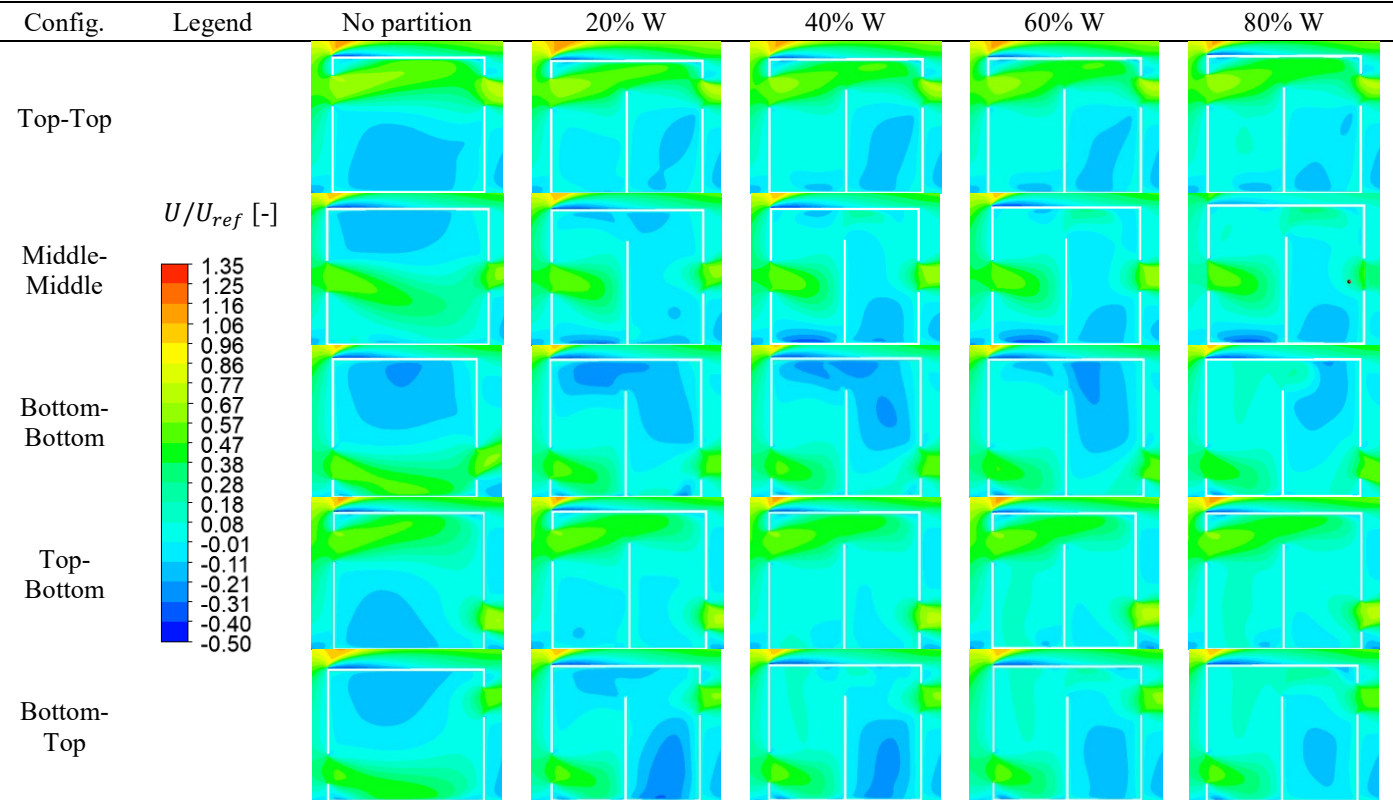 Config. Legend No partition 20% W 40% W 60% W 80% W
Top-Top
U/U_ref [-]
Middle-
Middle
1.35
1.25
1.16
1.06
0.96
0.86
0.77
0.67
0.57
0.47
0.38
0.28
0.18
0.08
-0.01
-0.11
-0.21
-0.31
-0.40
-0.50
Bottom-
Bottom
Top-
Bottom
Bottom-
Top